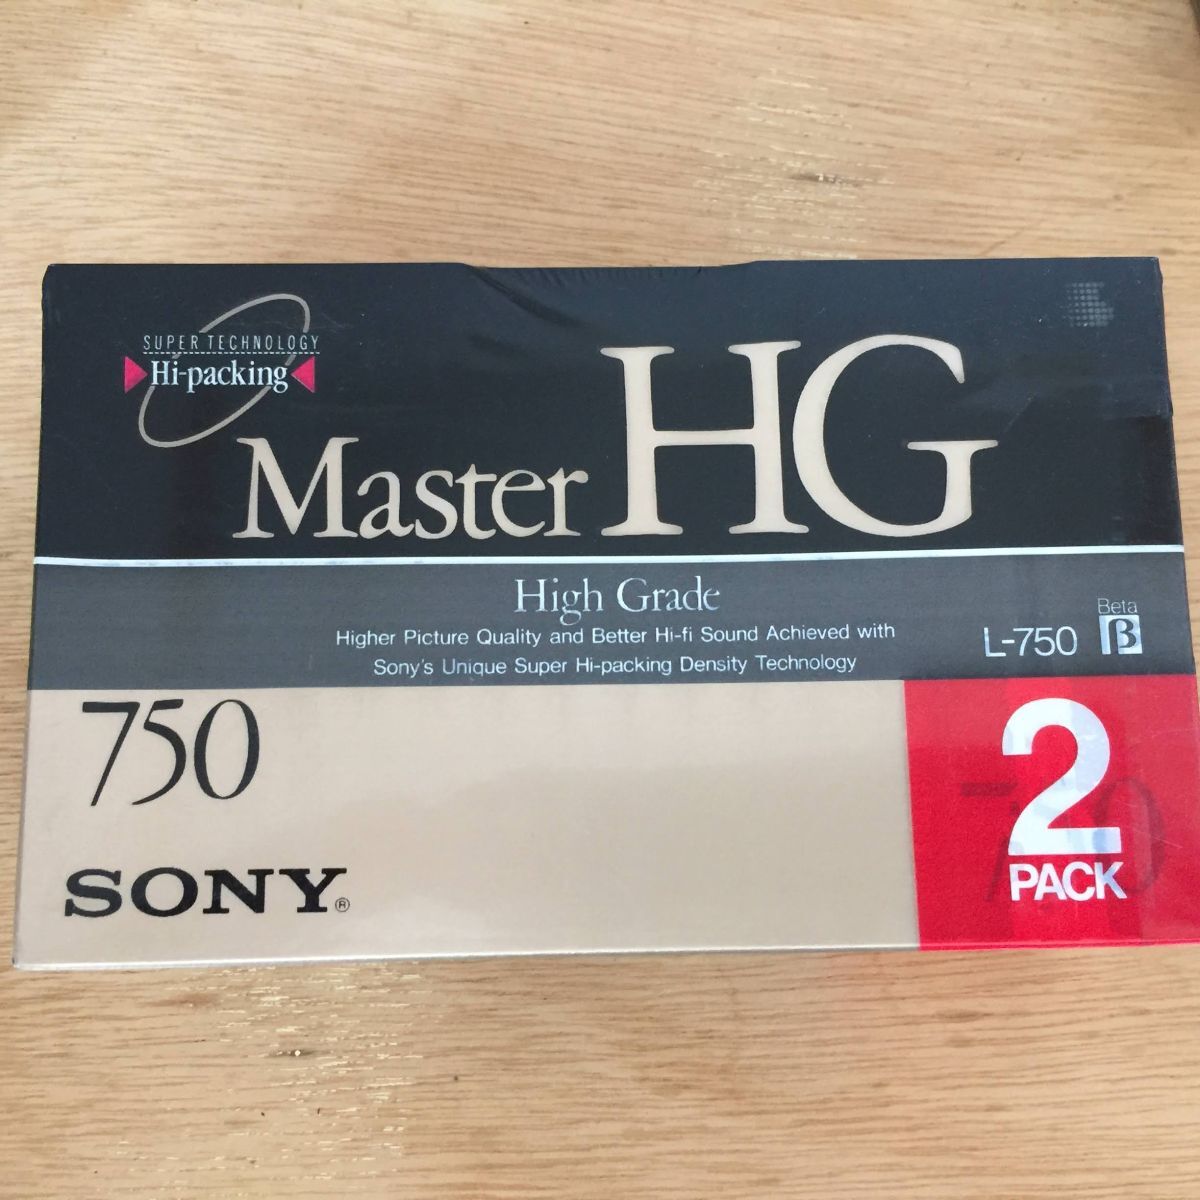 SUPER TECHNOLOGY
Hi-packing
Master HG
High Grade
Higher Picture Quality and Better Hi-fi Sound Achieved with
Sony's Unique Super Hi-packing Density Technology
L-750
Beta
β
750
2
PACK
750
SONY®